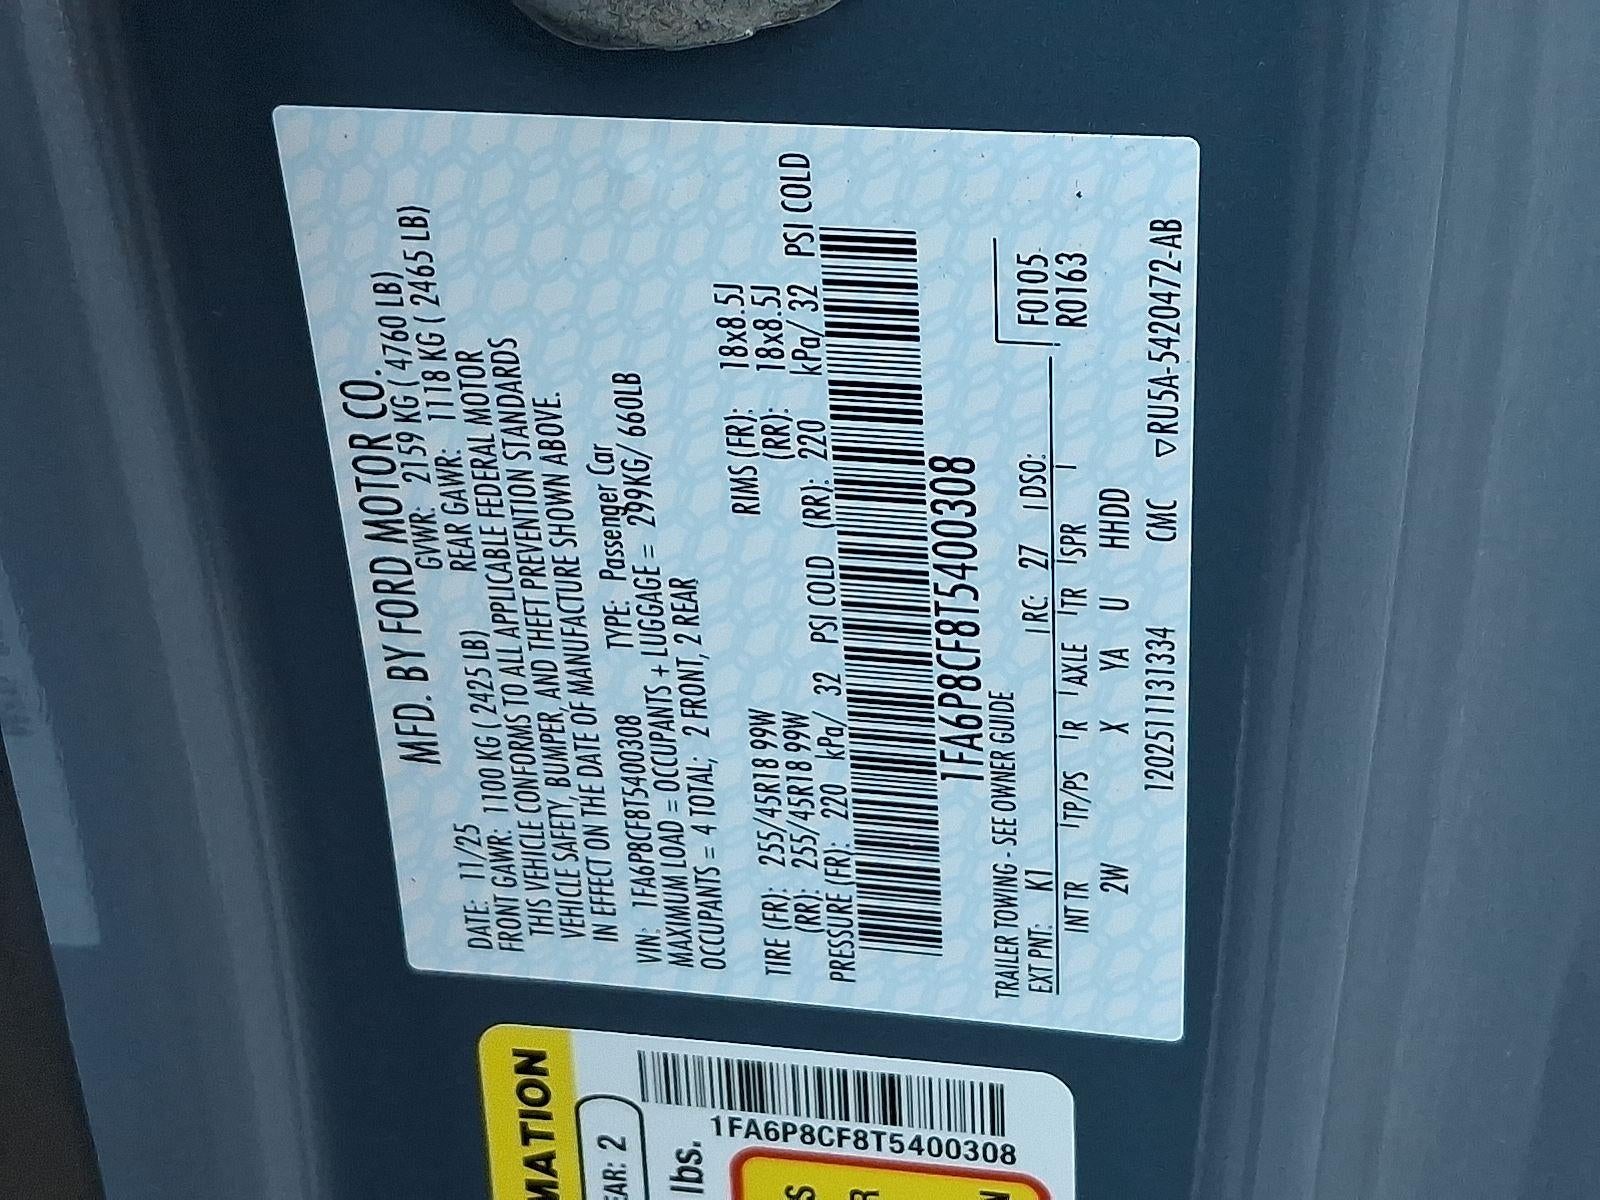 MFD. BY FORD MOTOR CO.
DATE: 11/25 GVWR: 2159 KG ( 4760 LB)
FRONT GAWR: 1100 KG ( 2425 LB) REAR GAWR: 1118 KG ( 2465 LB)
THIS VEHICLE CONFORMS TO ALL APPLICABLE FEDERAL MOTOR
VEHICLE SAFETY, BUMPER, AND THEFT PREVENTION STANDARDS
IN EFFECT ON THE DATE OF MANUFACTURE SHOWN ABOVE.
VIN: 1FA6P8CF8T5400308 TYPE: Passenger Car
MAXIMUM LOAD = OCCUPANTS + LUGGAGE = 299KG/ 660LB
OCCUPANTS = 4 TOTAL; 2 FRONT, 2 REAR
TIRE (FR): 255/45R18 99W RIMS (FR): 18x8.5J
(RR): 255/45R18 99W (RR): 18x8.5J
PRESSURE (FR): 220 kPa/ 32 PSI COLD (RR): 220 kPa/ 32 PSI COLD
1FA6P8CF8T5400308
TRAILER TOWING - SEE OWNER GUIDE
EXT PNT: K1 RC: 27 DSO: F0105
R0163
INT TR TP/PS R AXLE TR SPR
2W X YA U HHDD
12025111131334 CMC ▽RU5A-5420472-AB
MATION
EAR: 2
lbs.
1FA6P8CF8T5400308